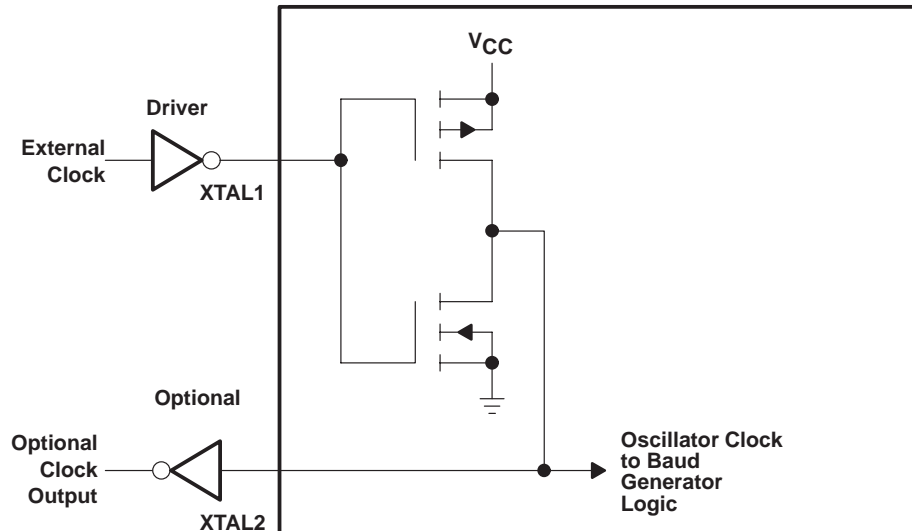 VCC
Driver
External
Clock
XTAL1
Optional
Optional
Clock
Output
XTAL2
Oscillator Clock
to Baud
Generator
Logic